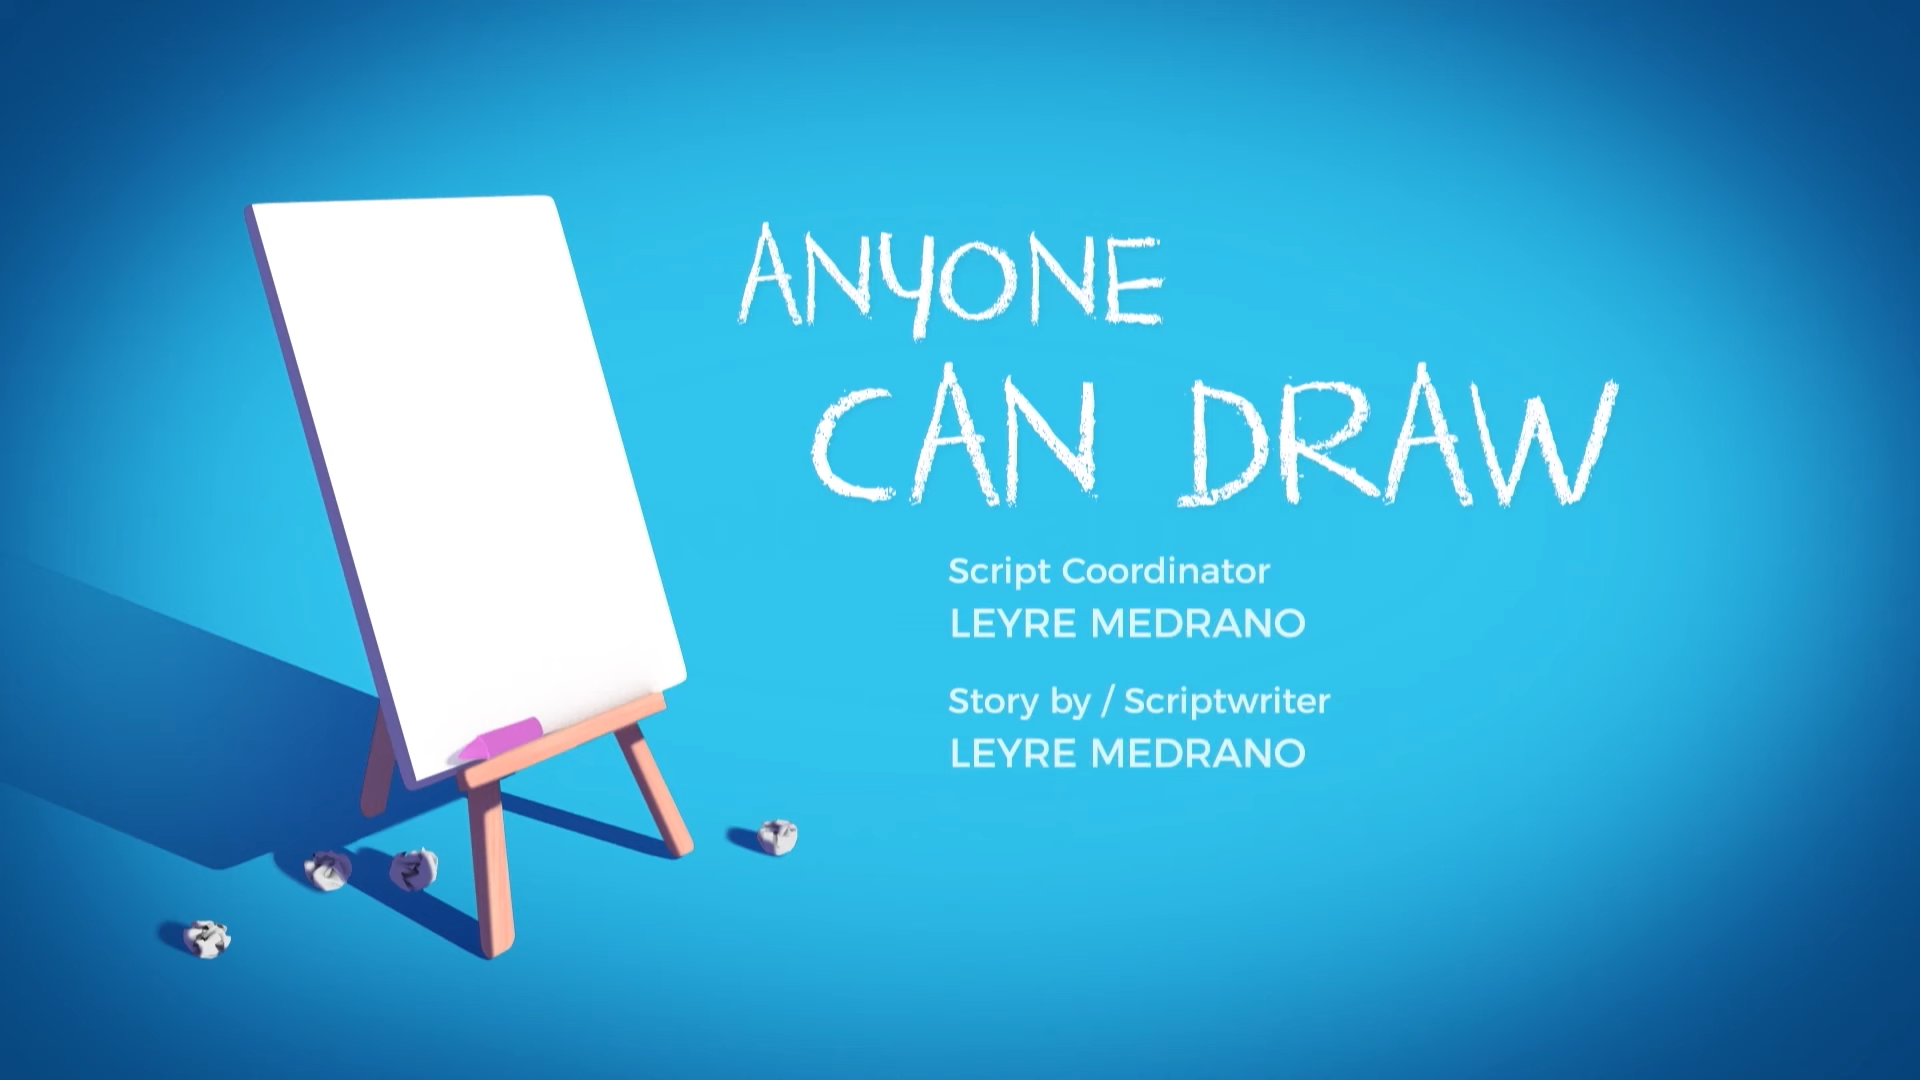 ANYONE
CAN DRAW
Script Coordinator
LEYRE MEDRANO
Story by / Scriptwriter
LEYRE MEDRANO